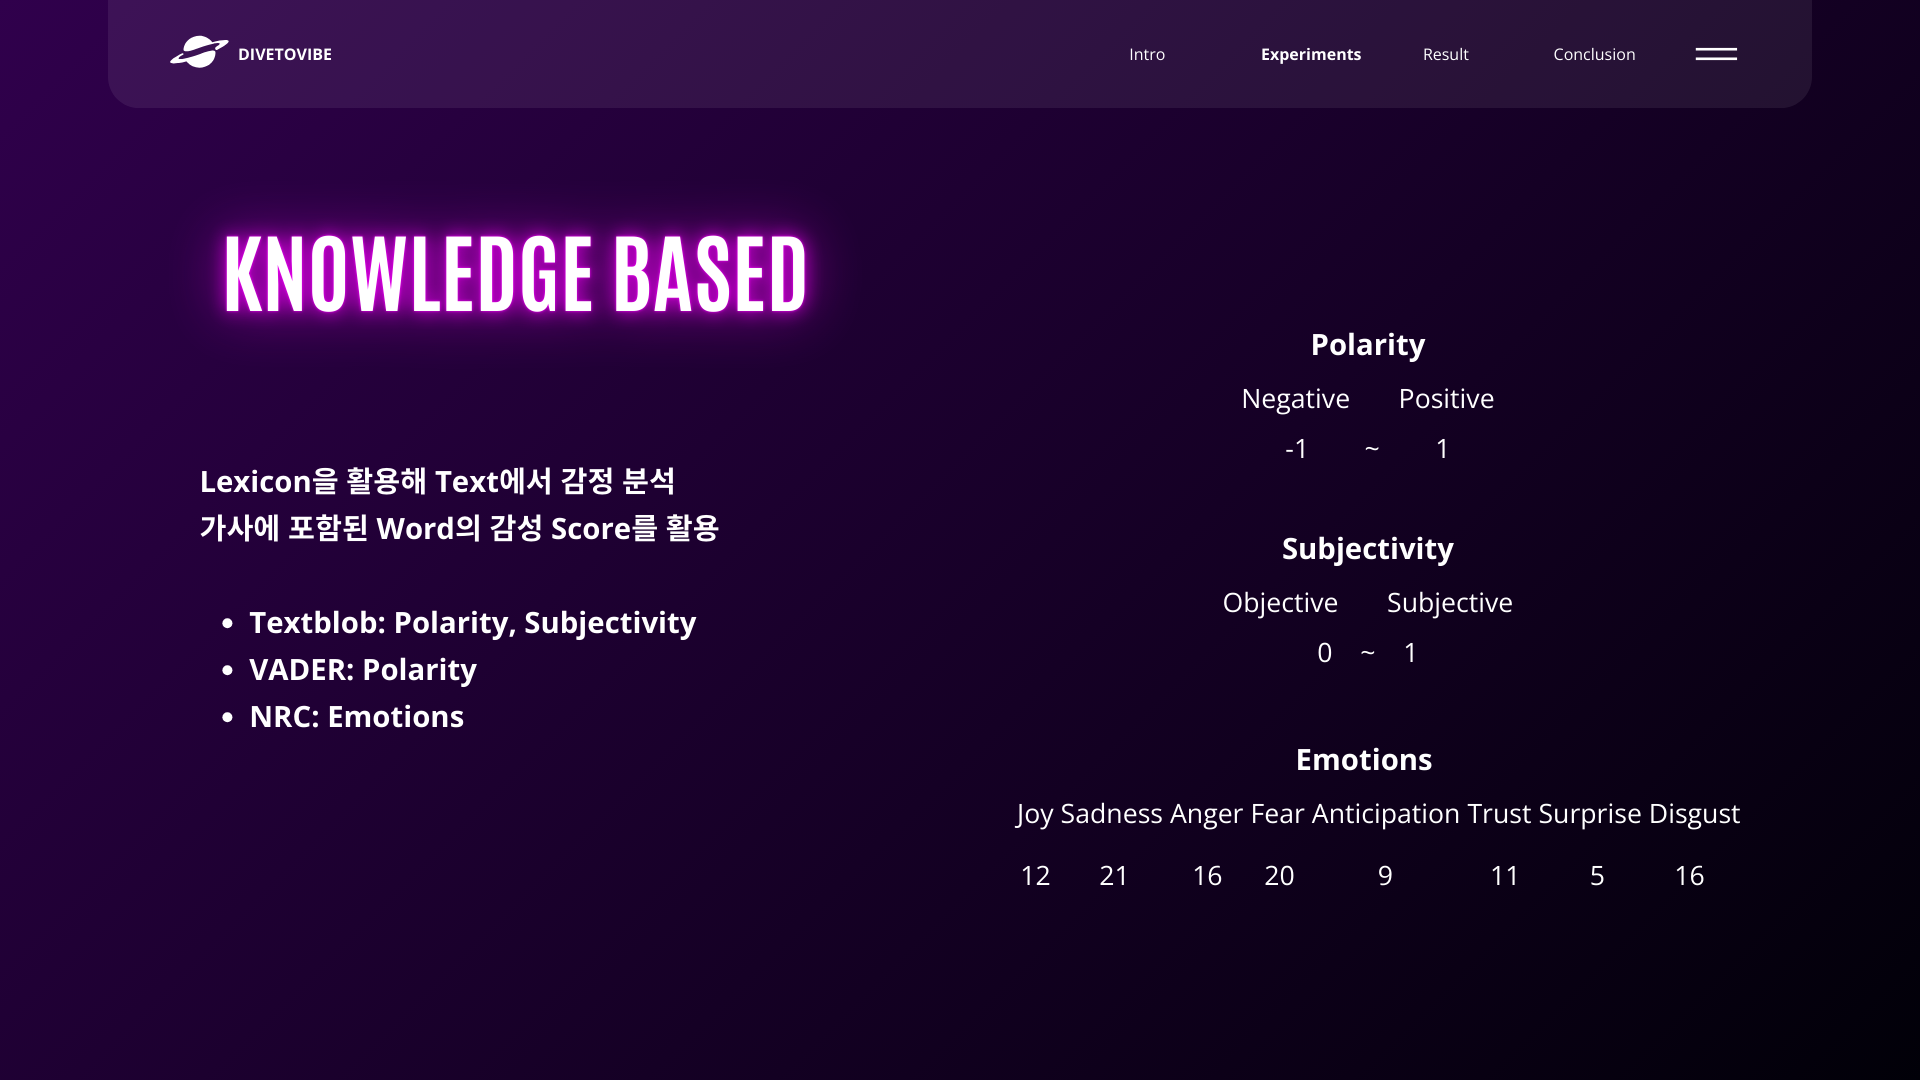 DIVETOVIBE
Intro Experiments Result Conclusion
KNOWLEDGE BASED
Lexicon을 활용해 Text에서 감정 분석
가사에 포함된 Word의 감성 Score를 활용
• Textblob: Polarity, Subjectivity
• VADER: Polarity
• NRC: Emotions
Polarity
Negative Positive
-1 ~ 1
Subjectivity
Objective Subjective
0 ~ 1
Emotions
Joy Sadness Anger Fear Anticipation Trust Surprise Disgust
12 21 16 20 9 11 5 16